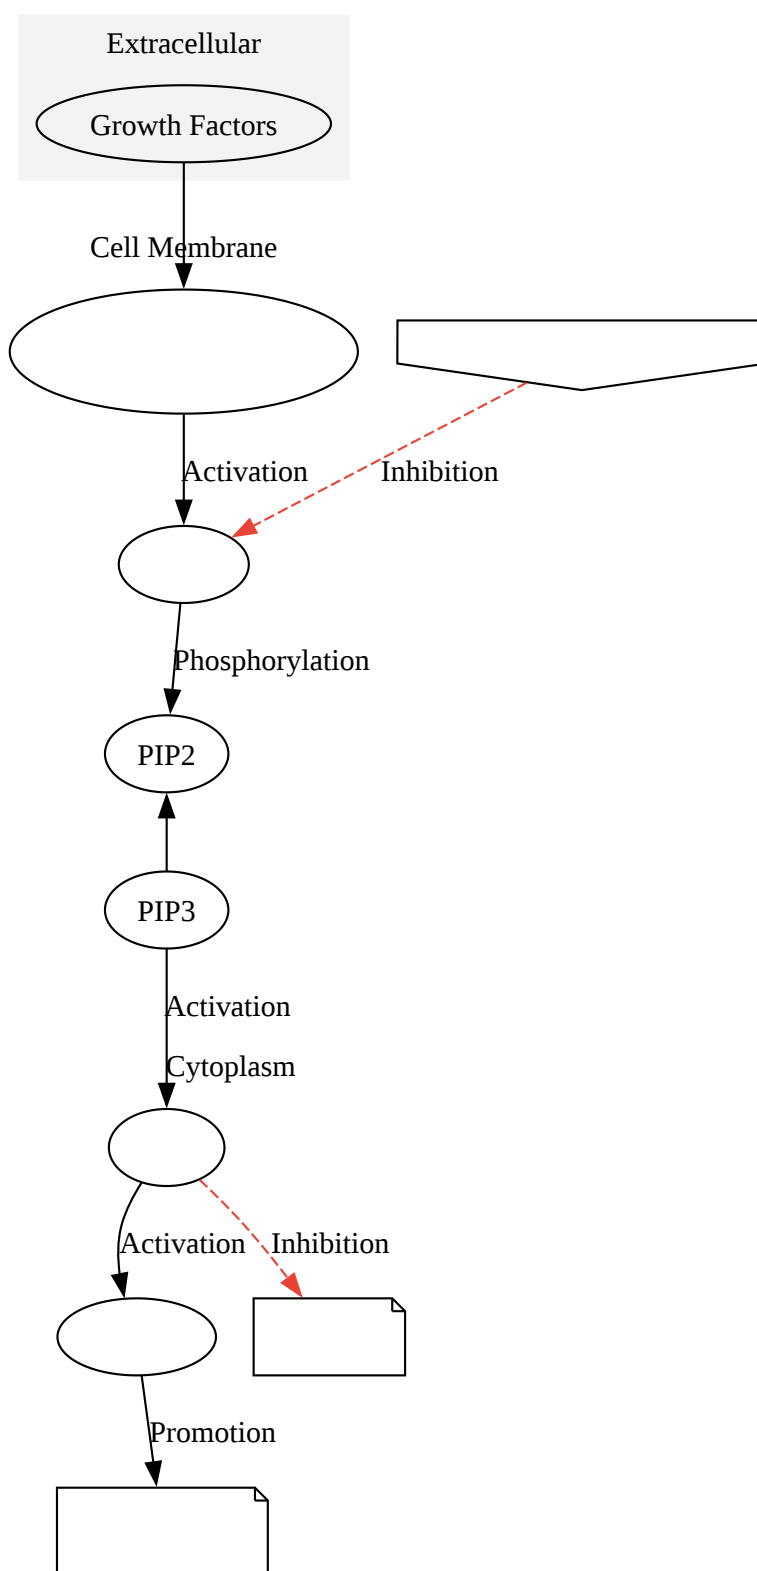 Extracellular
Growth Factors
Cell Membrane
Activation
Inhibition
Phosphorylation
PIP2
PIP3
Activation
Cytoplasm
Activation
Inhibition
Promotion